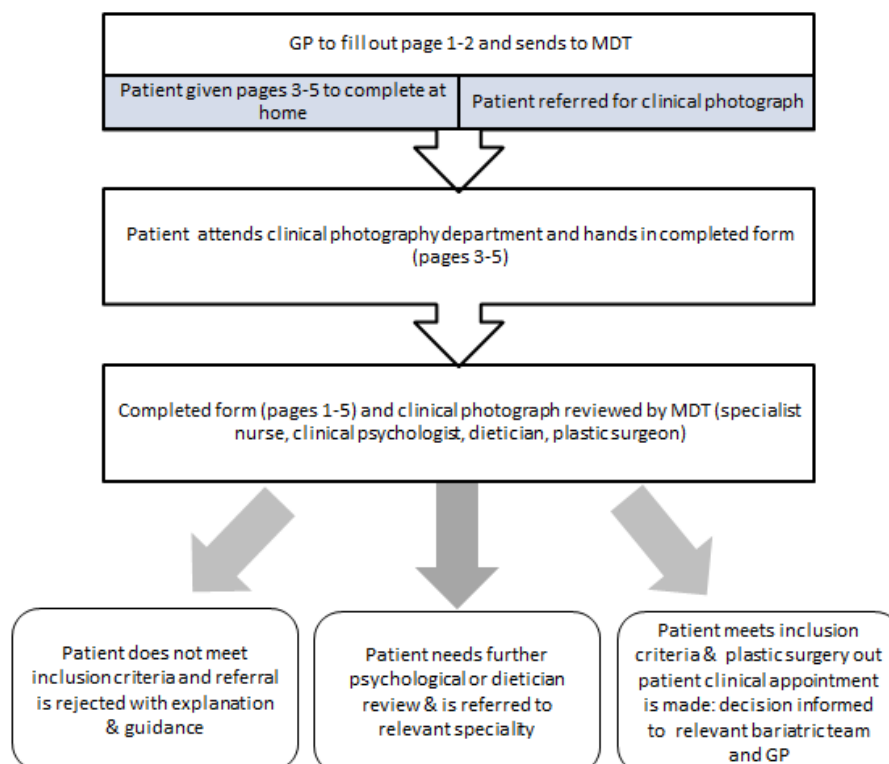 GP to fill out page 1-2 and sends to MDT
Patient given pages 3-5 to complete at
home
Patient referred for clinical photograph
Patient attends clinical photography department and hands in completed form
(pages 3-5)
Completed form (pages 1-5) and clinical photograph reviewed by MDT (specialist
nurse, clinical psychologist, dietician, plastic surgeon)
Patient does not meet
inclusion criteria and referral
is rejected with explanation
& guidance
Patient needs further
psychological or dietician
review & is referred to
relevant speciality
Patient meets inclusion
criteria & plastic surgery out
patient clinical appointment
is made: decision informed
to relevant bariatric team
and GP